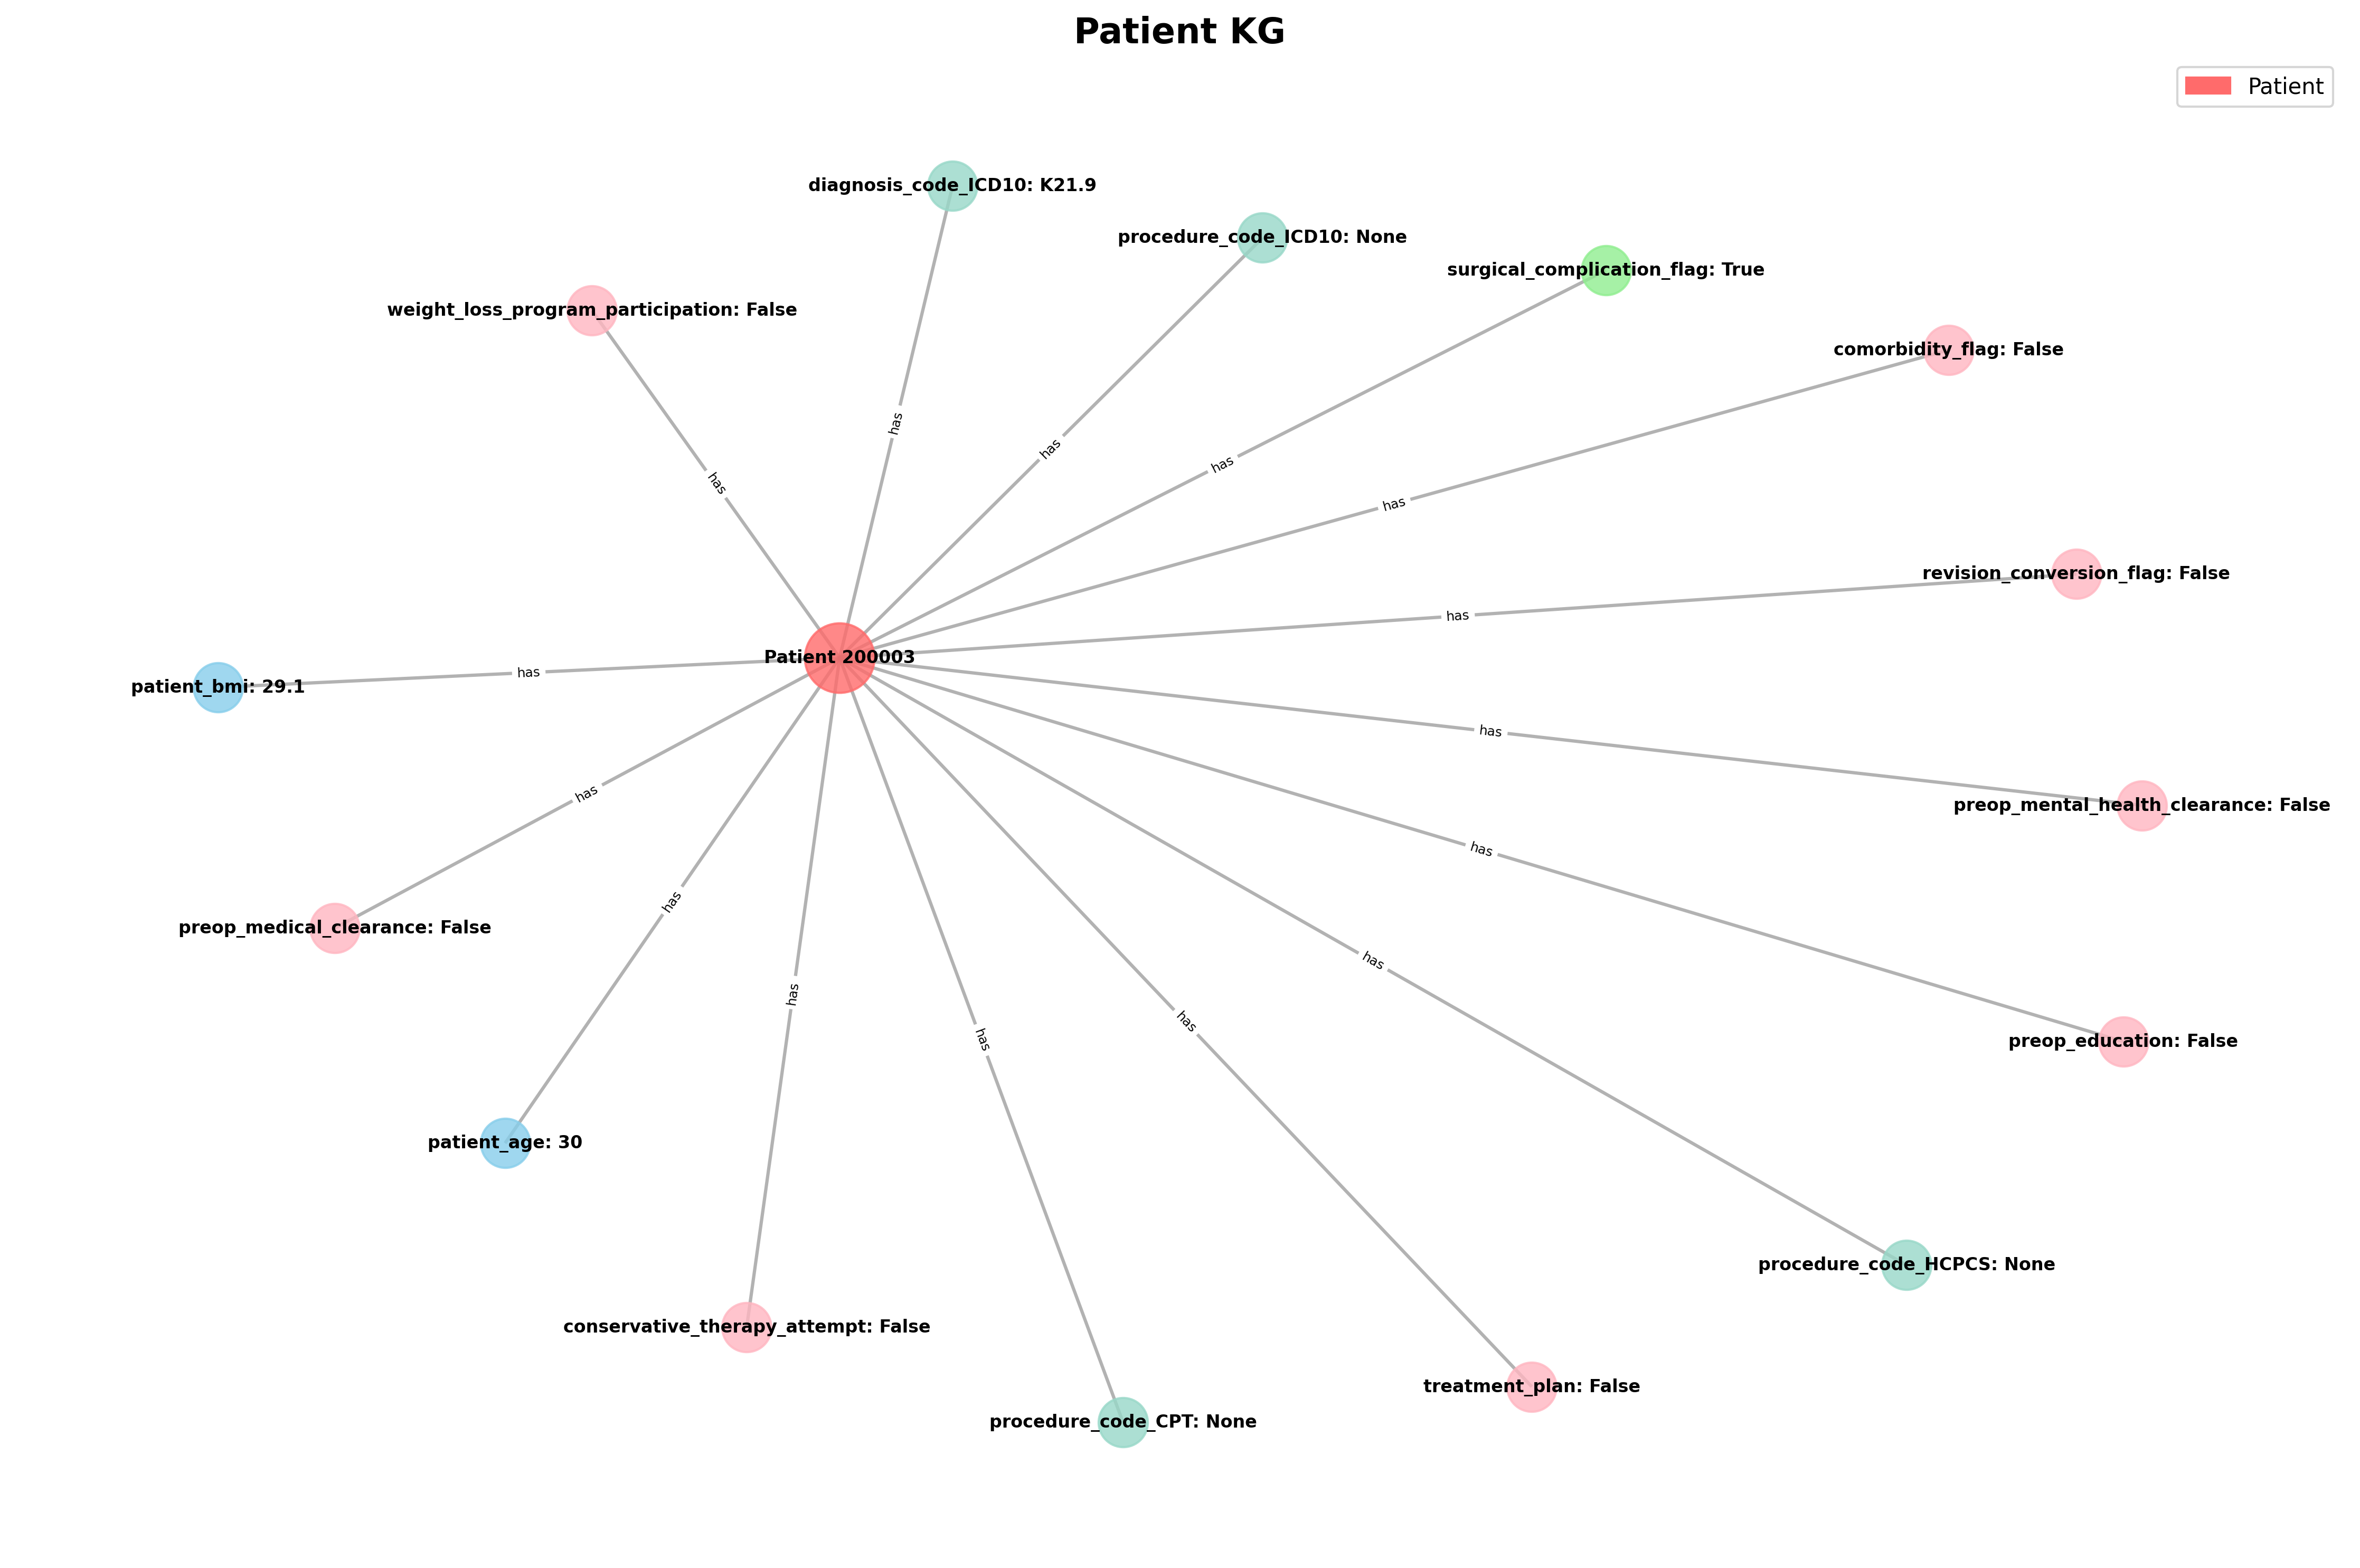 Patient KG
Patient
diagnosis_code_ICD10: K21.9
procedure_code_ICD10: None
surgical_complication_flag: True
weight_loss_program_participation: False
comorbidity_flag: False
has
has
has
has
has
revision_conversion_flag: False
has
Patient 200003
has
patient_bmi: 29.1
has
has
preop_mental_health_clearance: False
has
preop_medical_clearance: False
has
has
has
has
has
preop_education: False
has
patient_age: 30
procedure_code_HCPCS: None
conservative_therapy_attempt: False
treatment_plan: False
procedure_code_CPT: None